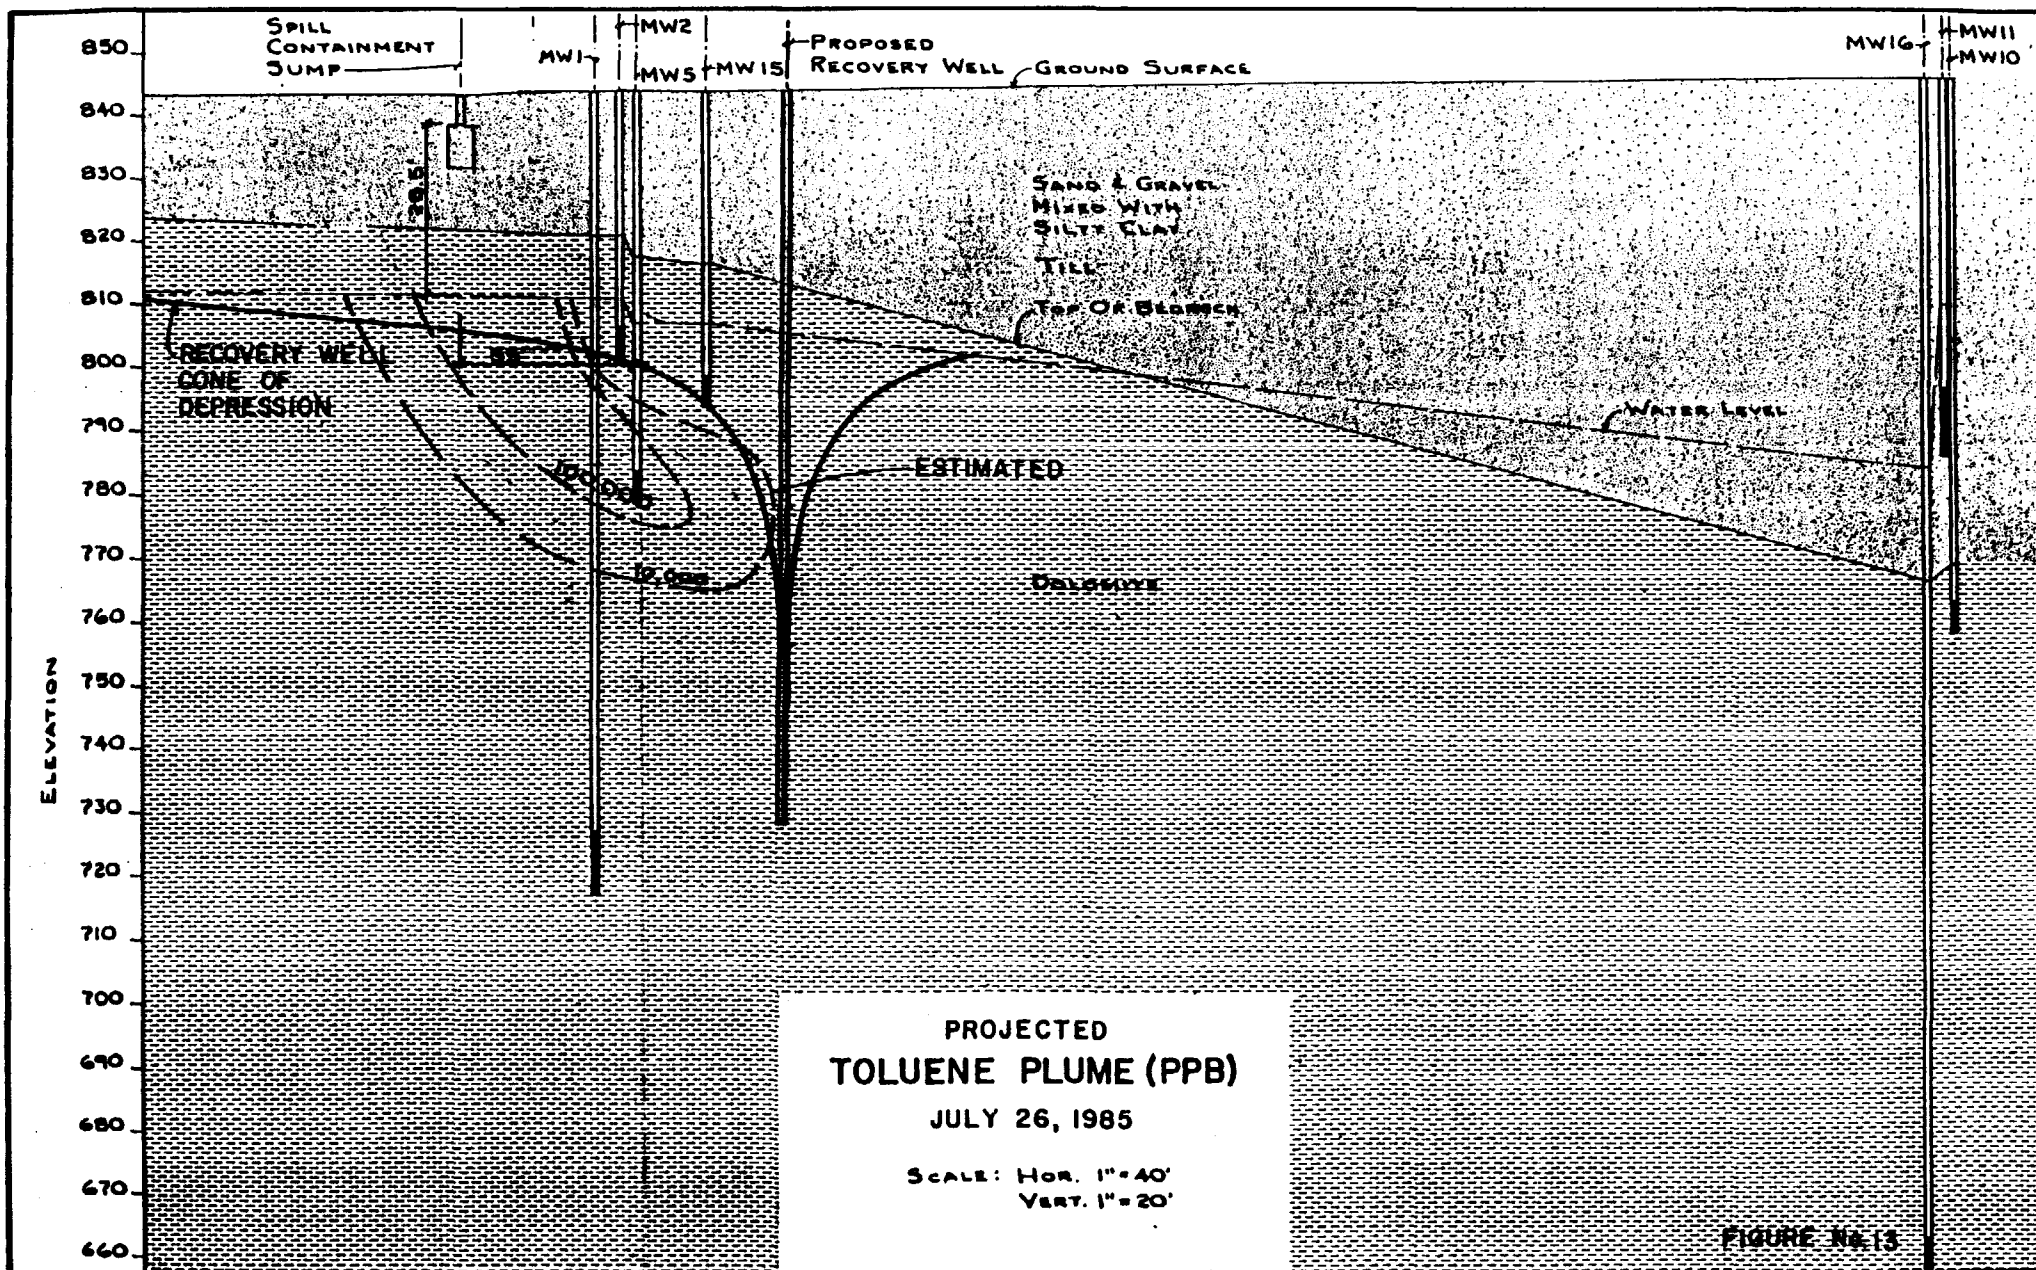 SPILL
CONTAINMENT
SUMP
MW1
MW2
MW5
MW15
PROPOSED
RECOVERY WELL
GROUND SURFACE
MW16
MW11
MW10
850
840
830
820
810
800
790
780
770
760
750
740
730
720
710
700
690
680
670
660
ELEVATION
SAND & GRAVEL
MIXED WITH
SILTY CLAY
TILL
TOP OF BEDROCK
RECOVERY WELL
CONE OF
DEPRESSION
WATER LEVEL
ESTIMATED
100,000
10,000
DOLOMITE
PROJECTED
TOLUENE PLUME (PPB)
JULY 26, 1985
SCALE: HOR. 1"=40'
VERT. 1"=20'
FIGURE No. 13